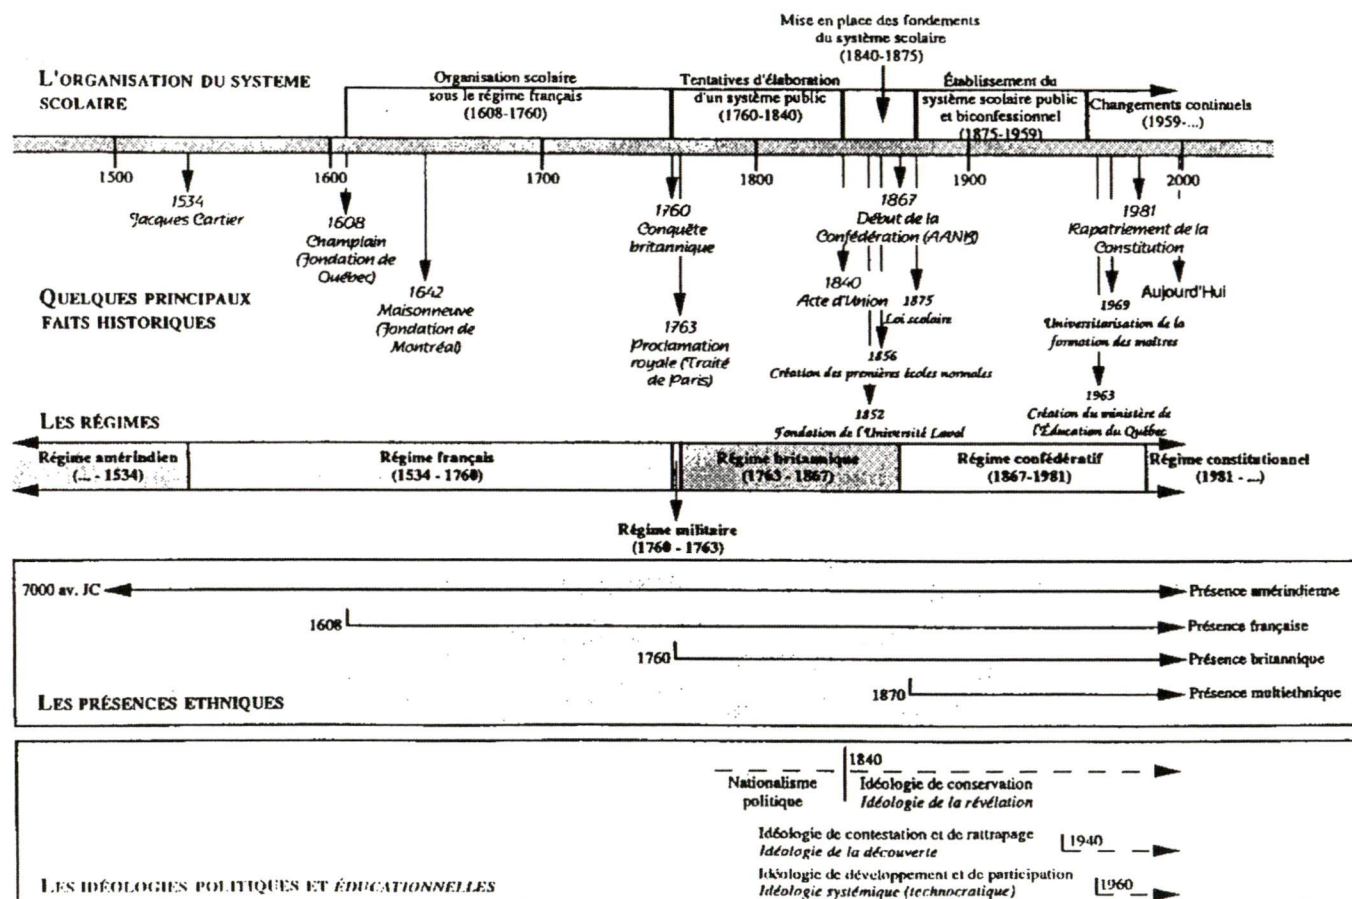 Mise en place des fondements
du système scolaire
(1840-1875)
L'ORGANISATION DU SYSTEME
SCOLAIRE
Organisation scolaire
sous le régime français
(1608-1760)
Tentatives d'élaboration
d'un système public
(1760-1840)
Établissement du
système scolaire public
et biconfessionnel
(1875-1959)
Changements continuels
(1959-...)
1500
1600
1700
1800
1900
2000
1534
Jacques Cartier
1608
Champlain
(Fondation de
Québec)
1642
Maisonneuve
(Fondation de
Montréal)
1760
Conquête
britannique
1763
Proclamation
royale (Traité
de Paris)
1867
Début de la
Confédération (AANB)
1840
Acte d'Union
1875
Loi scolaire
1856
Création des premières écoles normales
1852
Fondation de l'Université Laval
1981
Rapatriement de la
Constitution
Aujourd'Hui
1969
Universitarisation de la
formation des maîtres
1963
Création du ministère de
l'Éducation du Québec
QUELQUES PRINCIPAUX
FAITS HISTORIQUES
LES RÉGIMES
Régime amérindien
(... - 1534)
Régime français
(1534 - 1760)
Régime britannique
(1763 - 1867)
Régime confédératif
(1867-1981)
Régime constitutionnel
(1981 - ...)
Régime militaire
(1760 - 1763)
7000 av. JC
Présence amérindienne
1608
Présence française
1760
Présence britannique
1870
Présence multiethnique
LES PRÉSENCES ETHNIQUES
1840
Nationalisme
politique
Idéologie de conservation
Idéologie de la révélation
Idéologie de contestation et de rattrapage
Idéologie de la découverte
1940
Idéologie de développement et de participation
Idéologie systémique (technocratique)
1960
LES IDÉOLOGIES POLITIQUES ET ÉDUCATIONNELLES